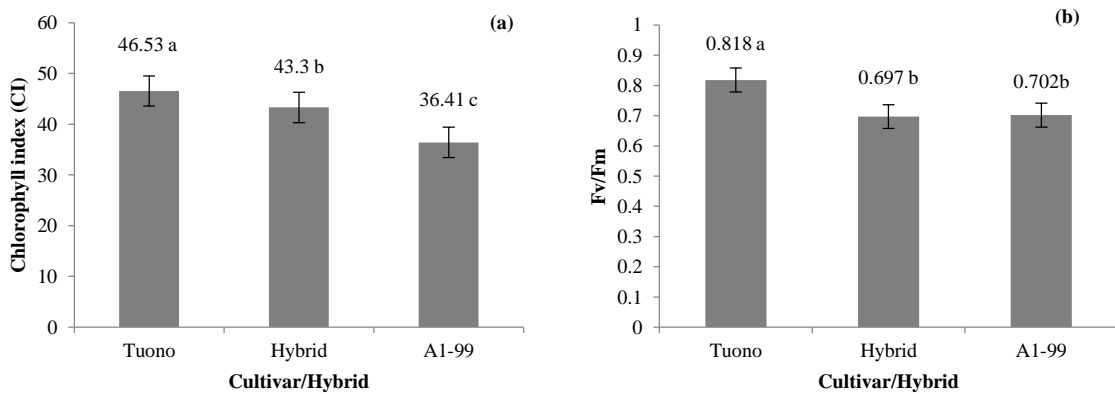 (a)
Chlorophyll index (CI)
60
50
40
30
20
10
0
46.53 a
43.3 b
36.41 c
Tuono
Hybrid
A1-99
Cultivar/Hybrid
(b)
Fv/Fm
1
0.9
0.8
0.7
0.6
0.5
0.4
0.3
0.2
0.1
0
0.818 a
0.697 b
0.702b
Tuono
Hybrid
A1-99
Cultivar/Hybrid